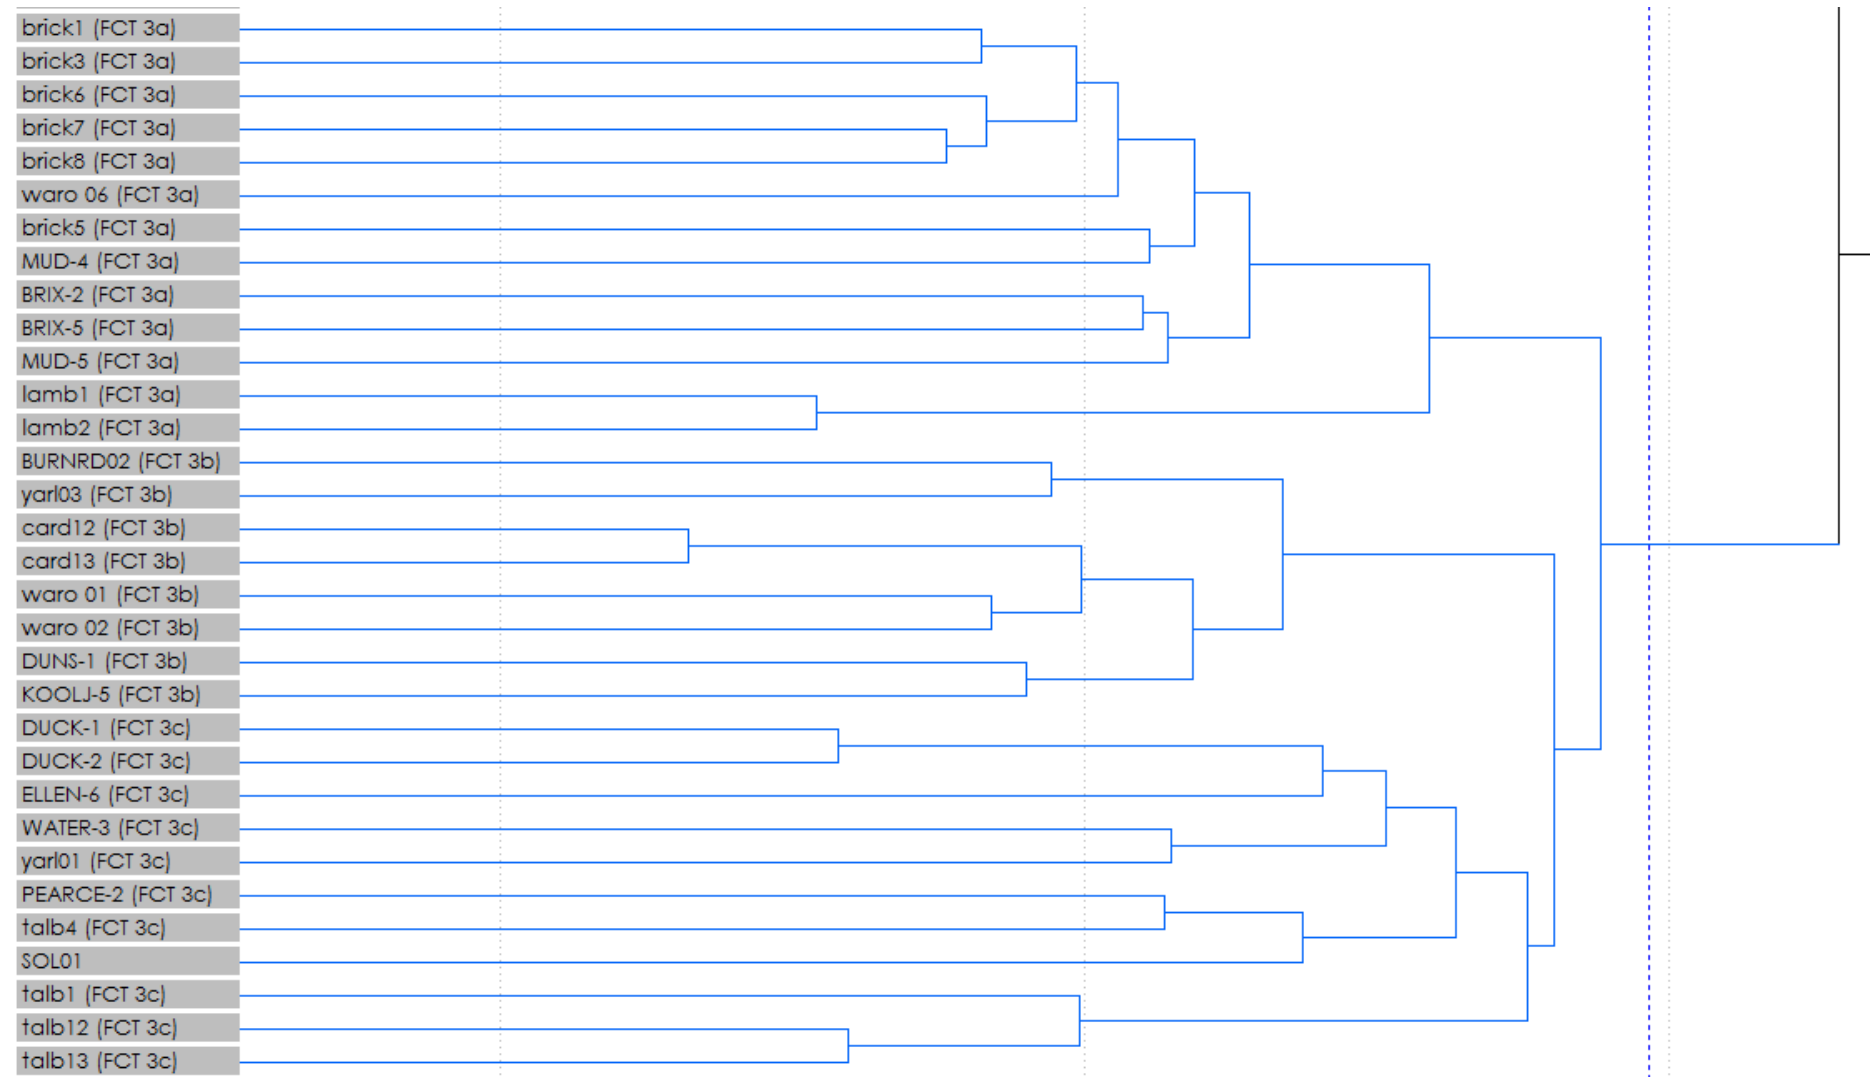 brick1 (FCT 3a)
brick3 (FCT 3a)
brick6 (FCT 3a)
brick7 (FCT 3a)
brick8 (FCT 3a)
waro 06 (FCT 3a)
brick5 (FCT 3a)
MUD-4 (FCT 3a)
BRIX-2 (FCT 3a)
BRIX-5 (FCT 3a)
MUD-5 (FCT 3a)
lamb1 (FCT 3a)
lamb2 (FCT 3a)
BURNRD02 (FCT 3b)
yarl03 (FCT 3b)
card12 (FCT 3b)
card13 (FCT 3b)
waro 01 (FCT 3b)
waro 02 (FCT 3b)
DUNS-1 (FCT 3b)
KOOLJ-5 (FCT 3b)
DUCK-1 (FCT 3c)
DUCK-2 (FCT 3c)
ELLEN-6 (FCT 3c)
WATER-3 (FCT 3c)
yarl01 (FCT 3c)
PEARCE-2 (FCT 3c)
talb4 (FCT 3c)
SOL01
talb1 (FCT 3c)
talb12 (FCT 3c)
talb13 (FCT 3c)